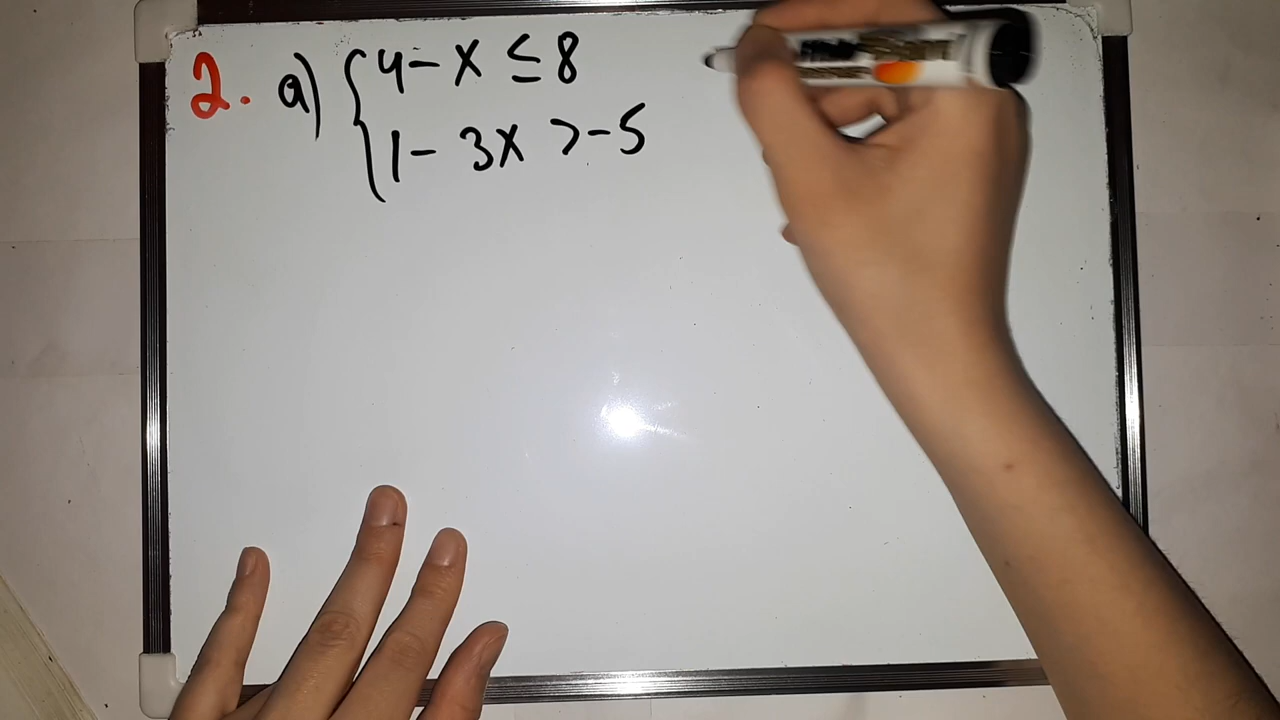 2. a) { 4 - x ≤ 8
1 - 3x > -5